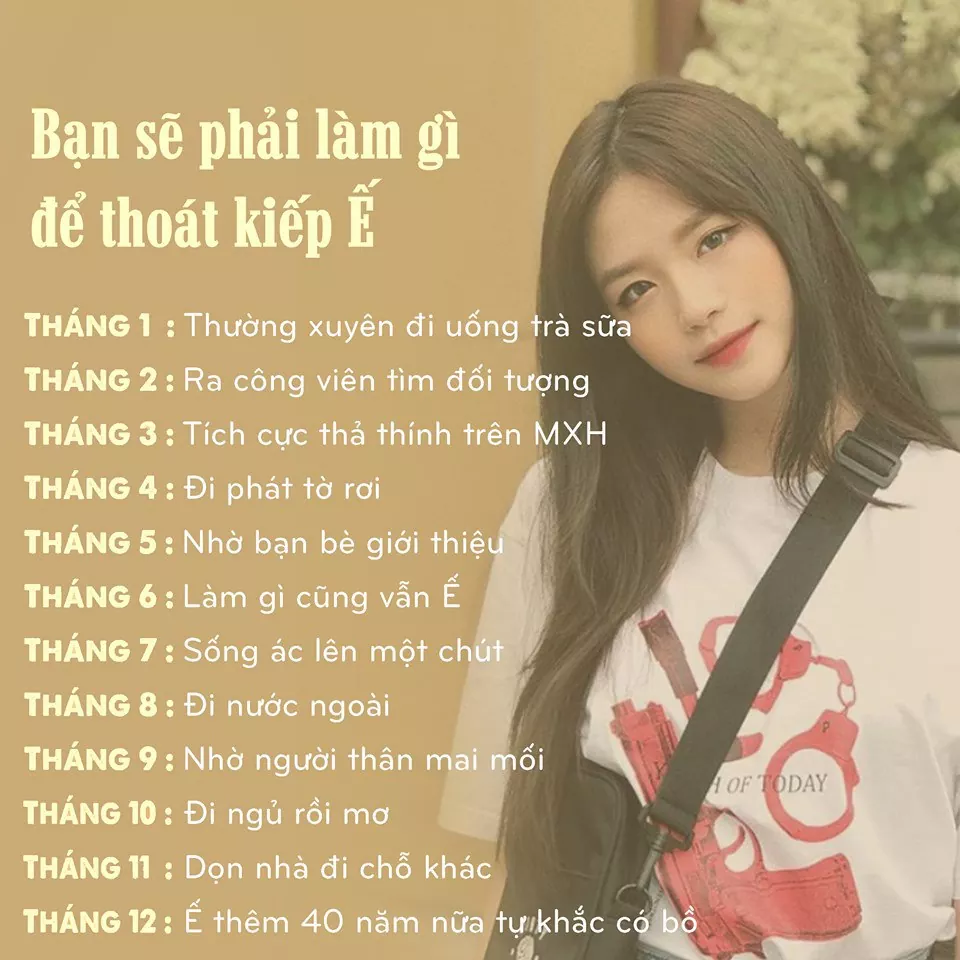 Bạn sẽ phải làm gì
để thoát kiếp Ế
THÁNG 1 : Thường xuyên đi uống trà sữa
THÁNG 2 : Ra công viên tìm đối tượng
THÁNG 3 : Tích cực thả thính trên MXH
THÁNG 4 : Đi phát tờ rơi
THÁNG 5 : Nhờ bạn bè giới thiệu
THÁNG 6 : Làm gì cũng vẫn Ế
THÁNG 7 : Sống ác lên một chút
THÁNG 8 : Đi nước ngoài
THÁNG 9 : Nhờ người thân mai mối
THÁNG 10 : Đi ngủ rồi mơ
THÁNG 11 : Dọn nhà đi chỗ khác
THÁNG 12 : Ế thêm 40 năm nữa tự khắc có bồ
OF TODAY